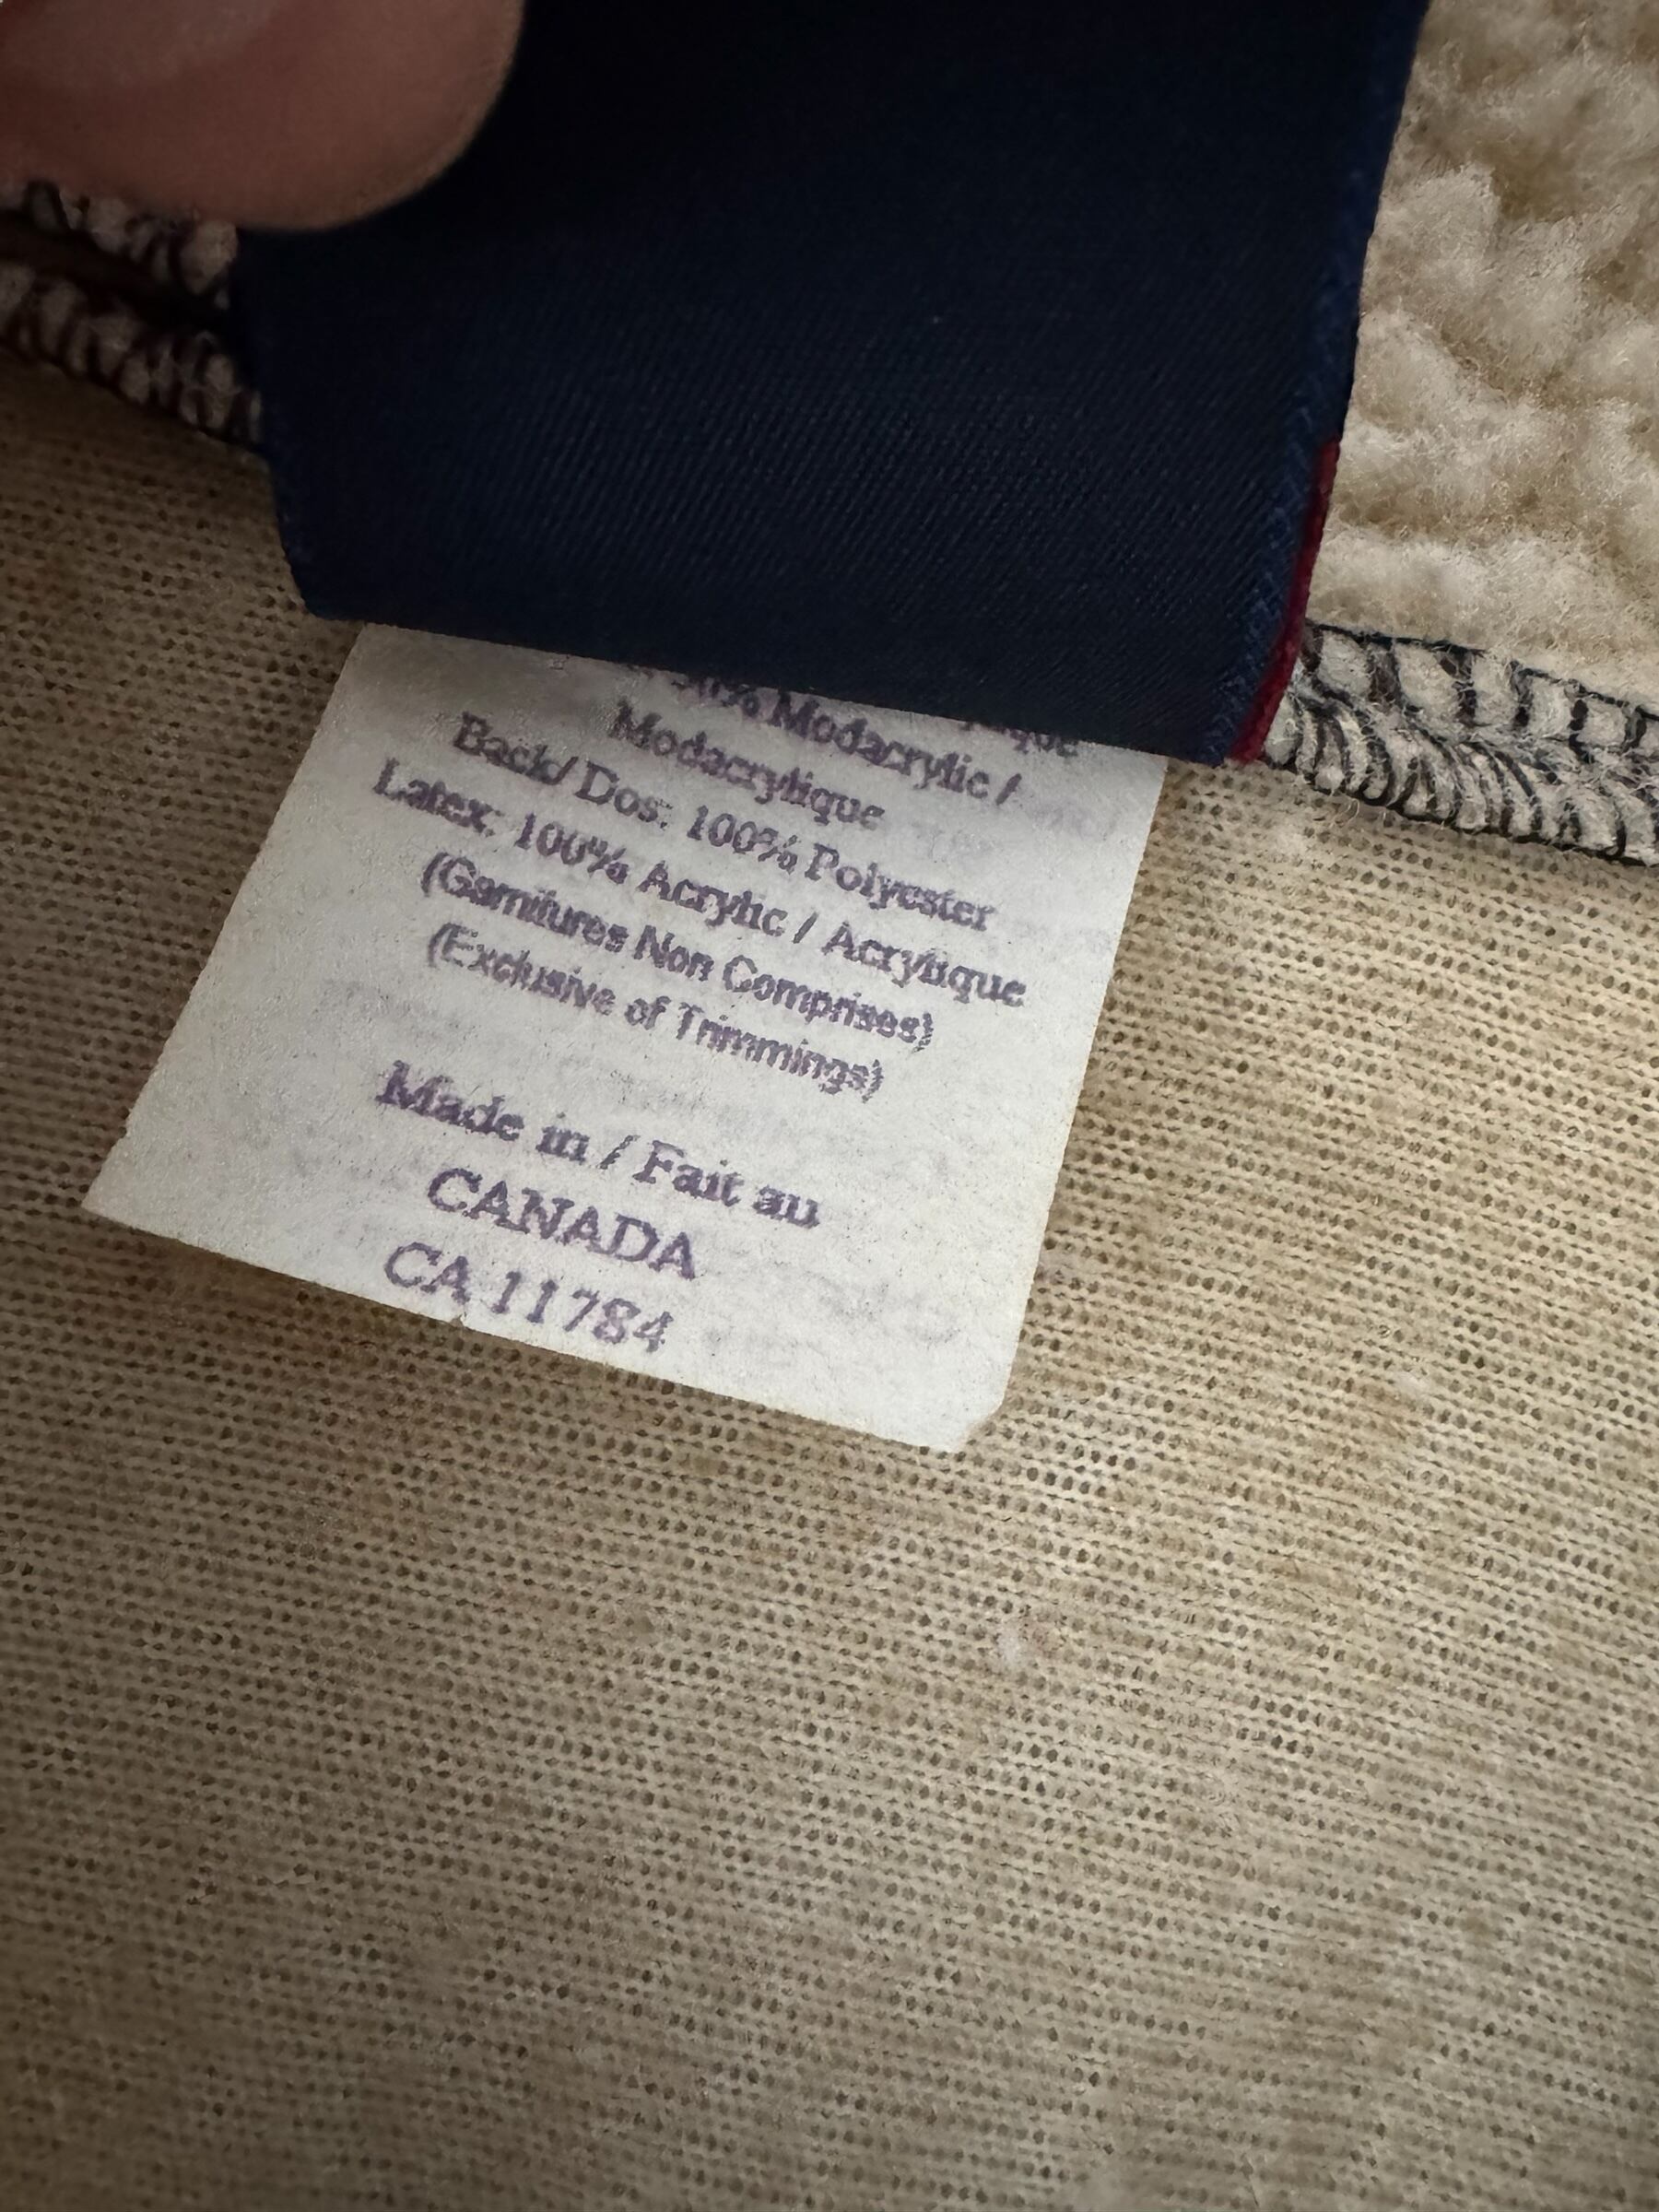 Modacrylic /
Modacrylique
Back/ Dos: 100% Polyester
Latex: 100% Acrylic / Acrylique
(Garnitures Non Comprises)
(Exclusive of Trimmings)
Made in / Fait au
CANADA
CA 11784